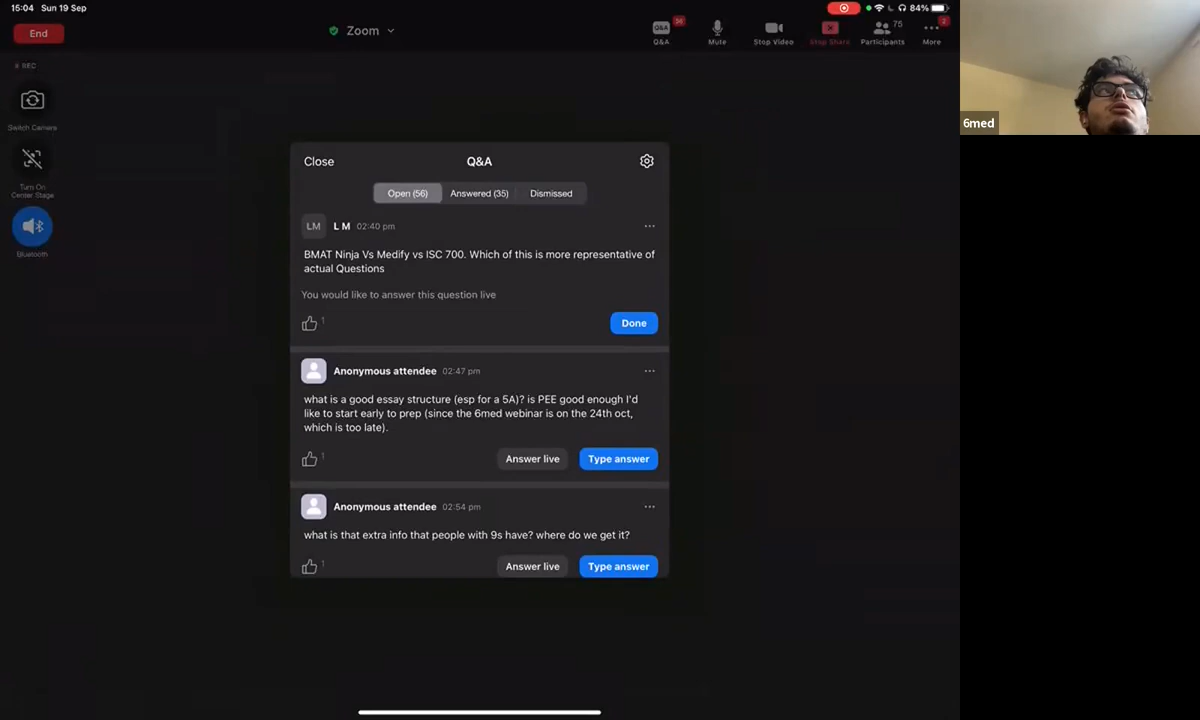 15:04 Sun 19 Sep
84%
End
Zoom
Q&A
56
Q&A
Mute
Stop Video
Stop Share
75
Participants
2
More
REC
Switch Camera
Turn On
Center Stage
Bluetooth
6med
Close
Q&A
Open (56)
Answered (35)
Dismissed
LM
L M 02:40 pm
BMAT Ninja Vs Medify vs ISC 700. Which of this is more representative of
actual Questions
You would like to answer this question live
1
Done
Anonymous attendee 02:47 pm
what is a good essay structure (esp for a 5A)? is PEE good enough I'd
like to start early to prep (since the 6med webinar is on the 24th oct,
which is too late).
1
Answer live
Type answer
Anonymous attendee 02:54 pm
what is that extra info that people with 9s have? where do we get it?
1
Answer live
Type answer